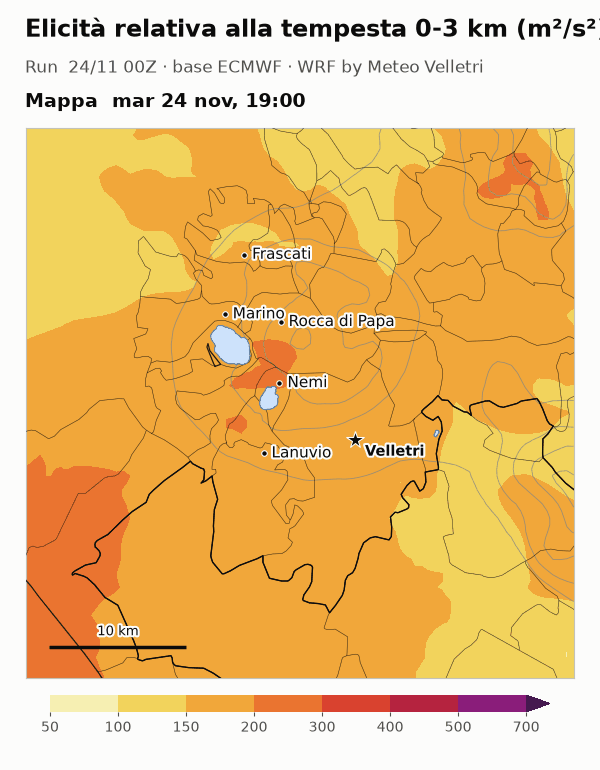 Elicità relativa alla tempesta 0-3 km (m²/s²)
Run 24/11 00Z · base ECMWF · WRF by Meteo Velletri
Mappa mar 24 nov, 19:00
Frascati
Marino
Rocca di Papa
Nemi
Velletri
Lanuvio
10 km
50 100 150 200 300 400 500 700